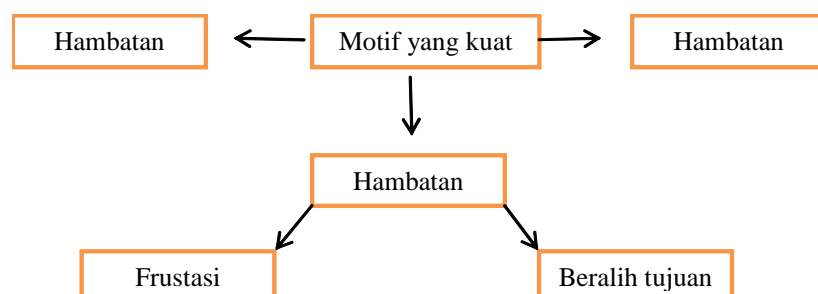 Hambatan
Motif yang kuat
Hambatan
Hambatan
Frustasi
Beralih tujuan